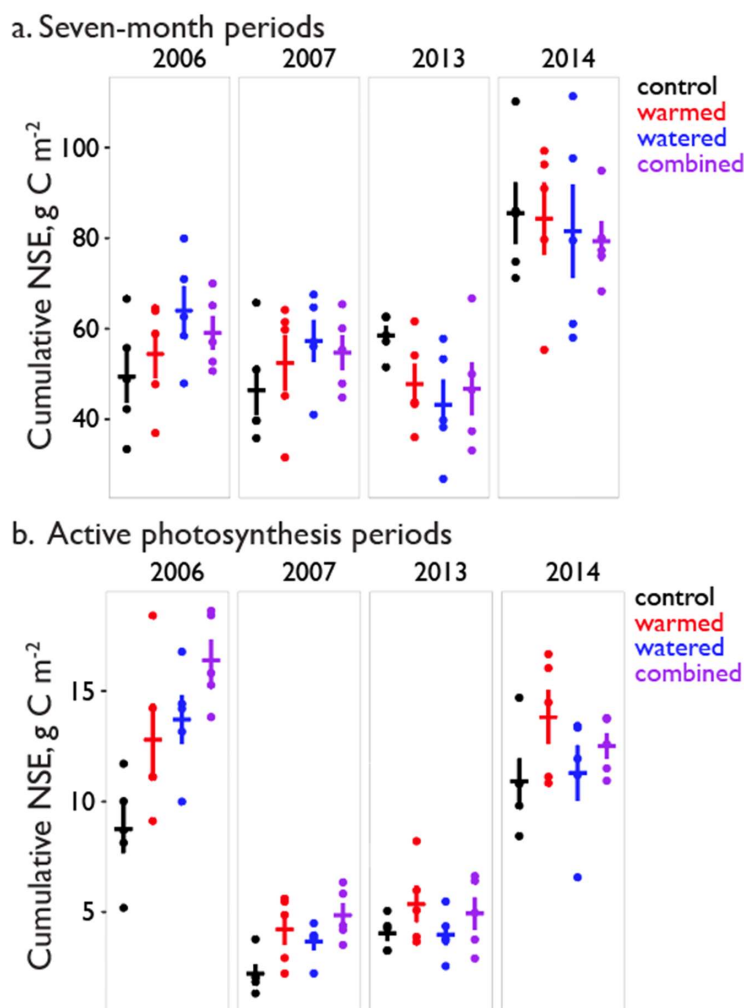 a. Seven-month periods
2006 2007 2013 2014
control
warmed
watered
combined
Cumulative NSE, g C m⁻²
100
80
60
40
b. Active photosynthesis periods
2006 2007 2013 2014
control
warmed
watered
combined
Cumulative NSE, g C m⁻²
15
10
5